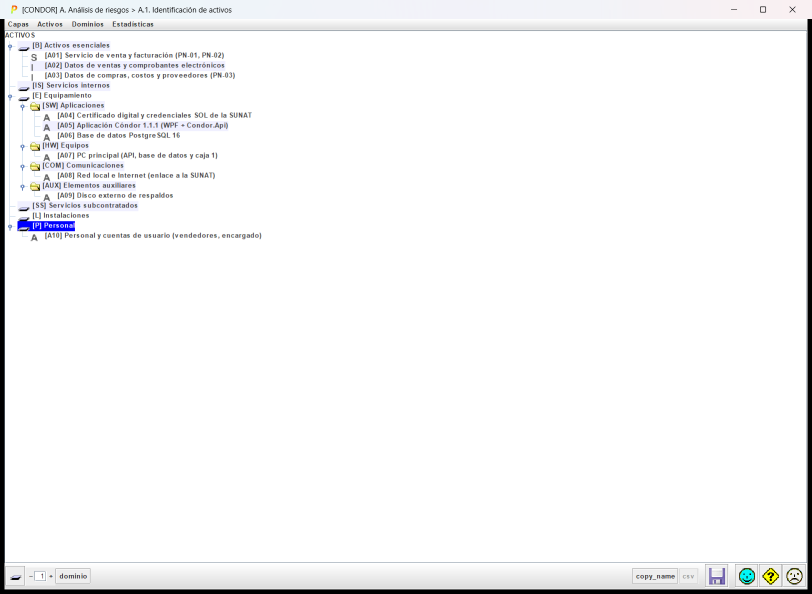 [CONDOR] A. Análisis de riesgos > A.1. Identificación de activos
Capas Activos Dominios Estadísticas
ACTIVOS
[B] Activos esenciales
S [A01] Servicio de venta y facturación (PN-01, PN-02)
I [A02] Datos de ventas y comprobantes electrónicos
I [A03] Datos de compras, costos y proveedores (PN-03)
[IS] Servicios internos
[E] Equipamiento
[SW] Aplicaciones
A [A04] Certificado digital y credenciales SOL de la SUNAT
A [A05] Aplicación Cóndor 1.1.1 (WPF + Condor.Api)
A [A06] Base de datos PostgreSQL 16
[HW] Equipos
A [A07] PC principal (API, base de datos y caja 1)
[COM] Comunicaciones
A [A08] Red local e Internet (enlace a la SUNAT)
[AUX] Elementos auxiliares
A [A09] Disco externo de respaldos
[SS] Servicios subcontratados
[L] Instalaciones
[P] Personal
A [A10] Personal y cuentas de usuario (vendedores, encargado)
- 1 + dominio copy_name csv ?